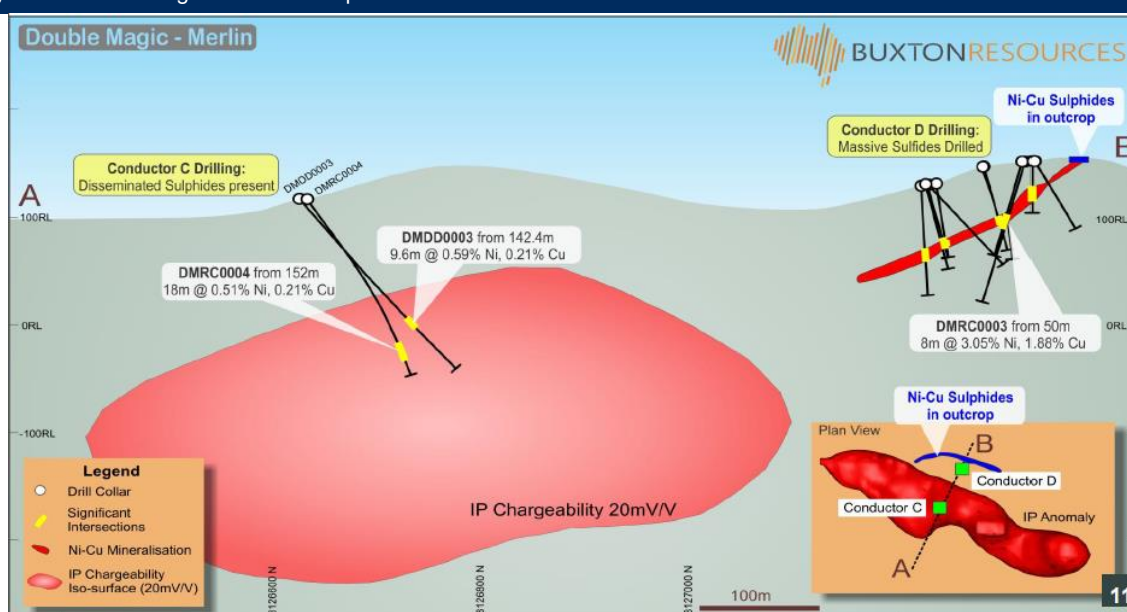 Double Magic - Merlin
BUXTONRESOURCES
Ni-Cu Sulphides
in outcrop
Conductor D Drilling:
Massive Sulfides Drilled
B
Conductor C Drilling:
Disseminated Sulphides present
DMDD0003
DMRC0004
A
100RL
100RL
DMDD0003 from 142.4m
9.6m @ 0.59% Ni, 0.21% Cu
DMRC0004 from 152m
18m @ 0.51% Ni, 0.21% Cu
0RL
0RL
DMRC0003 from 50m
8m @ 3.05% Ni, 1.88% Cu
Ni-Cu Sulphides
in outcrop
-100RL
Plan View
B
Conductor D
Conductor C
IP Anomaly
A
Legend
Drill Collar
Significant
Intersections
Ni-Cu Mineralisation
IP Chargeability
Iso-surface (20mV/V)
IP Chargeability 20mV/V
8126600 N
8126800 N
8127000 N
100m
11